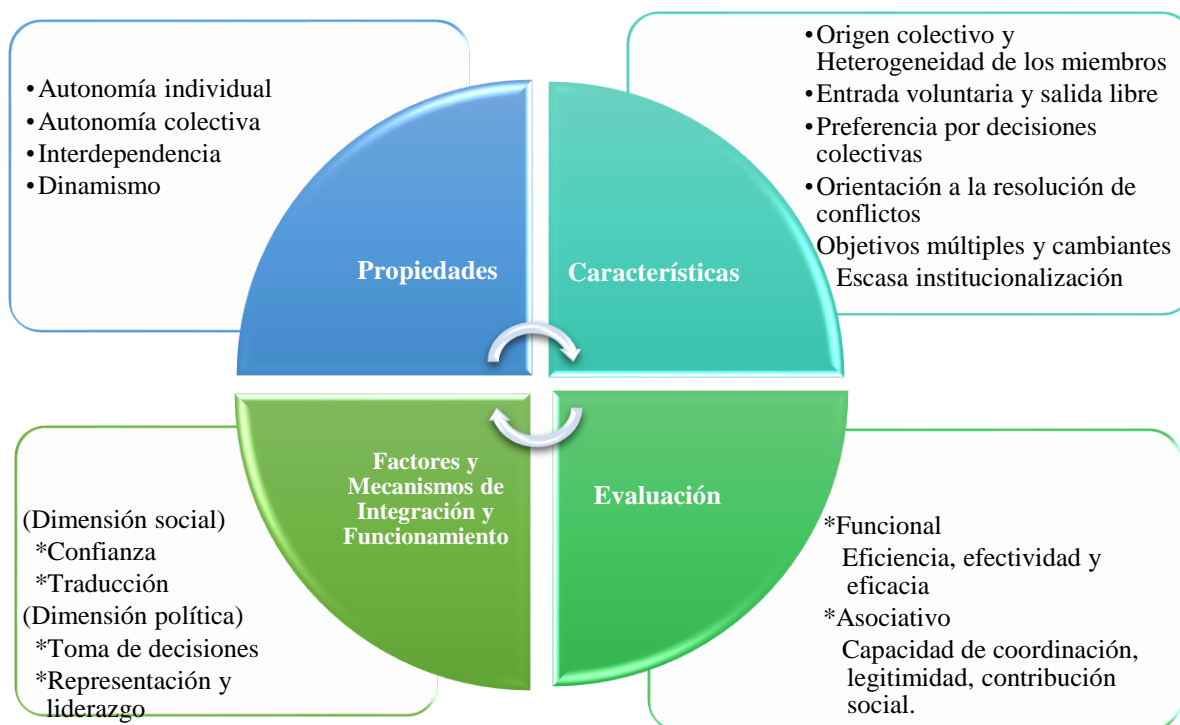 •Autonomía individual
•Autonomía colectiva
•Interdependencia
•Dinamismo
Propiedades
•Origen colectivo y
Heterogeneidad de los miembros
•Entrada voluntaria y salida libre
•Preferencia por decisiones
colectivas
•Orientación a la resolución de
conflictos
Objetivos múltiples y cambiantes
Escasa institucionalización
Características
Factores y
Mecanismos de
Integración y
Funcionamiento
(Dimensión social)
*Confianza
*Traducción
(Dimensión política)
*Toma de decisiones
*Representación y
liderazgo
Evaluación
*Funcional
Eficiencia, efectividad y
eficacia
*Asociativo
Capacidad de coordinación,
legitimidad, contribución
social.